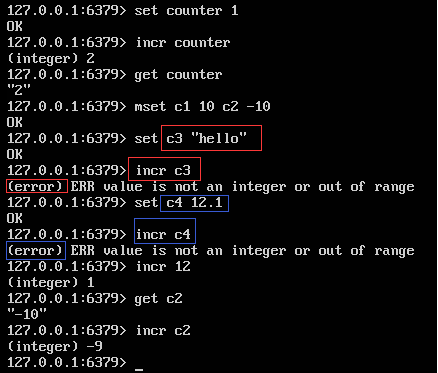 127.0.0.1:6379> set counter 1
OK
127.0.0.1:6379> incr counter
(integer) 2
127.0.0.1:6379> get counter
"2"
127.0.0.1:6379> mset c1 10 c2 -10
OK
127.0.0.1:6379> set c3 "hello"
OK
127.0.0.1:6379> incr c3
(error) ERR value is not an integer or out of range
127.0.0.1:6379> set c4 12.1
OK
127.0.0.1:6379> incr c4
(error) ERR value is not an integer or out of range
127.0.0.1:6379> incr 12
(integer) 1
127.0.0.1:6379> get c2
"-10"
127.0.0.1:6379> incr c2
(integer) -9
127.0.0.1:6379> _